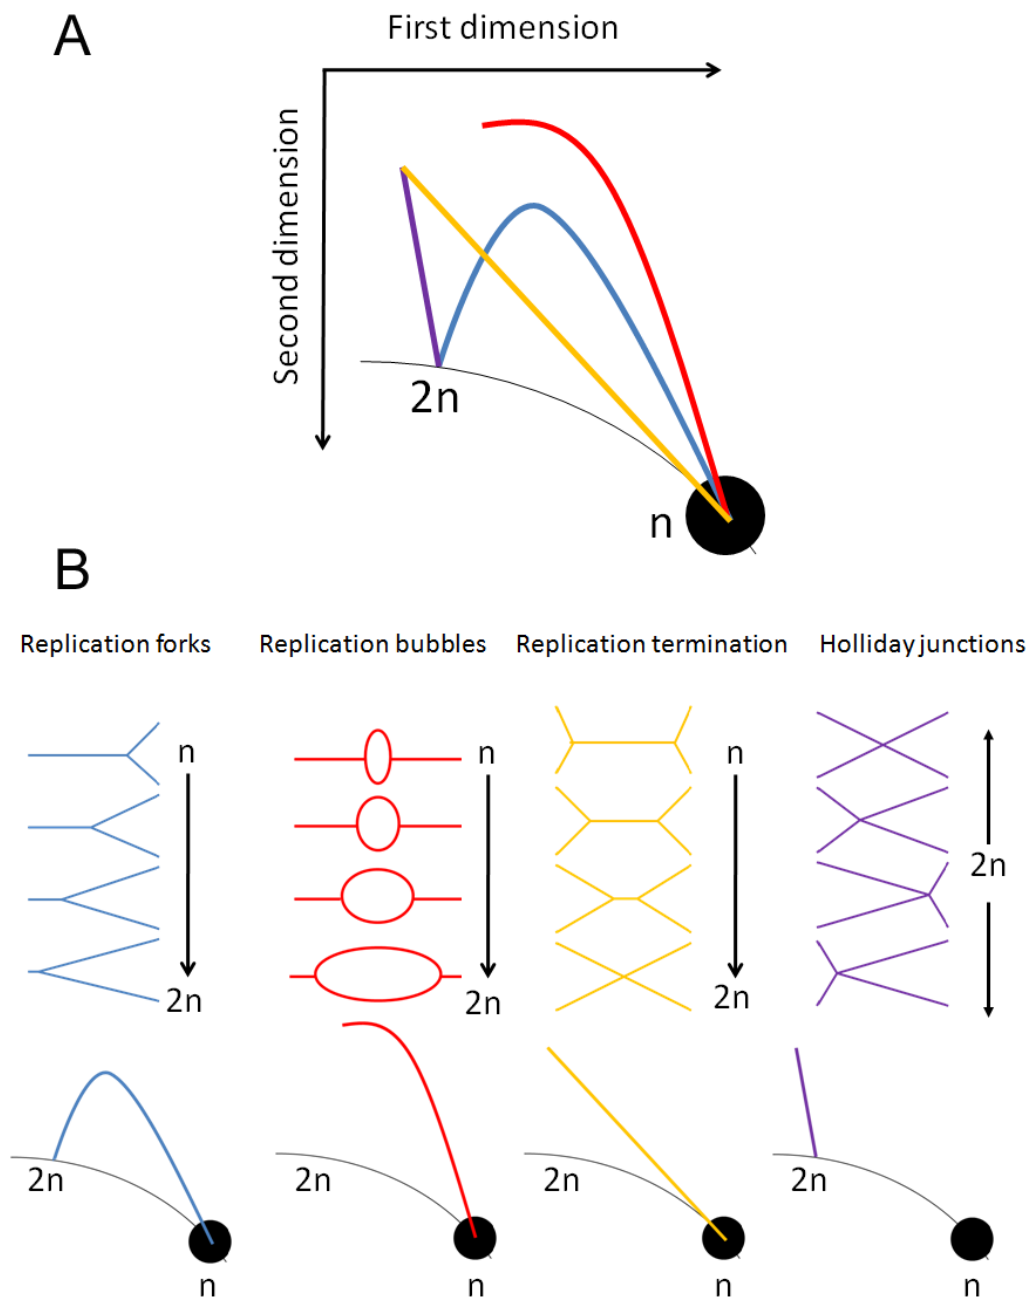 A
First dimension
Second dimension
2n
n
B
Replication forks
Replication bubbles
Replication termination
Holliday junctions
n
n
n
2n
2n
2n
2n
2n
2n
2n
2n
n
n
n
n